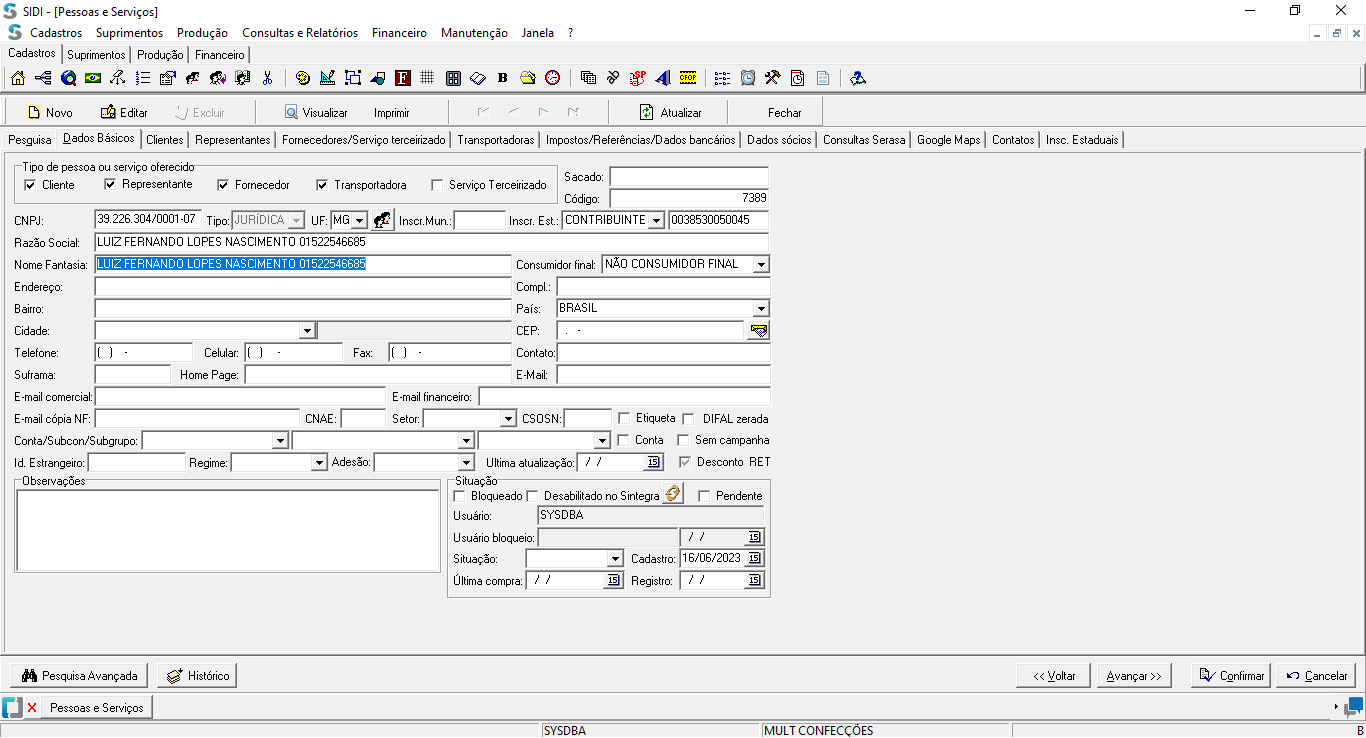 SIDI - [Pessoas e Serviços]
Cadastros Suprimentos Produção Consultas e Relatórios Financeiro Manutenção Janela ?
Cadastros Suprimentos Produção Financeiro
Novo Editar Excluir Visualizar Imprimir Atualizar Fechar
Pesquisa Dados Básicos Clientes Representantes Fornecedores/Serviço terceirizado Transportadoras Impostos/Referências/Dados bancários Dados sócios Consultas Serasa Google Maps Contatos Insc. Estaduais
Tipo de pessoa ou serviço oferecido
Cliente Representante Fornecedor Transportadora Serviço Terceirizado
Sacado:
Código: 7389
CNPJ: 39.226.304/0001-07 Tipo: JURÍDICA UF: MG Inscr.Mun.: Inscr. Est.: CONTRIBUINTE 0038530050045
Razão Social: LUIZ FERNANDO LOPES NASCIMENTO 01522546685
Nome Fantasia: LUIZ FERNANDO LOPES NASCIMENTO 01522546685 Consumidor final: NÃO CONSUMIDOR FINAL
Endereço: Compl.:
Bairro: País: BRASIL
Cidade: CEP: . -
Telefone: ( ) - Celular: ( ) - Fax: ( ) - Contato:
Suframa: Home Page: E-Mail:
E-mail comercial: E-mail financeiro:
E-mail cópia NF: CNAE: Setor: CSOSN: Etiqueta DIFAL zerada
Conta/Subcon/Subgrupo: Conta Sem campanha
Id. Estrangeiro: Regime: Adesão: Ultima atualização: / / 15 Desconto RET
Observações
Situação
Bloqueado Desabilitado no Sintegra Pendente
Usuário: SYSDBA
Usuário bloqueio: / / 15
Situação: Cadastro: 16/06/2023 15
Última compra: / / 15 Registro: / / 15
Pesquisa Avançada Histórico << Voltar Avançar >> Confirmar Cancelar
Pessoas e Serviços
SYSDBA MULT CONFECÇÕES B